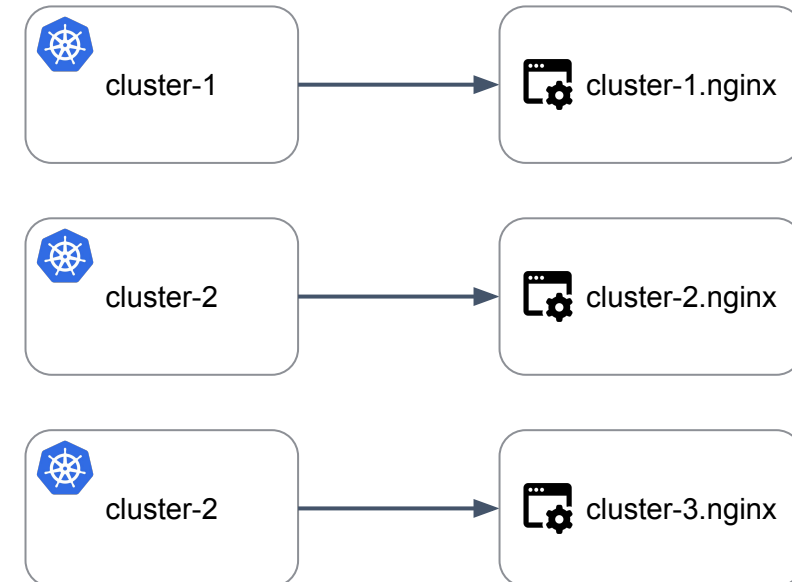 cluster-1
cluster-1.nginx
cluster-2
cluster-2.nginx
cluster-2
cluster-3.nginx